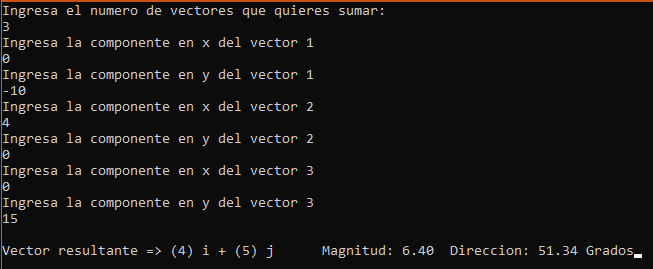 Ingresa el numero de vectores que quieres sumar:
3
Ingresa la componente en x del vector 1
0
Ingresa la componente en y del vector 1
-10
Ingresa la componente en x del vector 2
4
Ingresa la componente en y del vector 2
0
Ingresa la componente en x del vector 3
0
Ingresa la componente en y del vector 3
15
Vector resultante => (4) i + (5) j Magnitud: 6.40 Direccion: 51.34 Grados